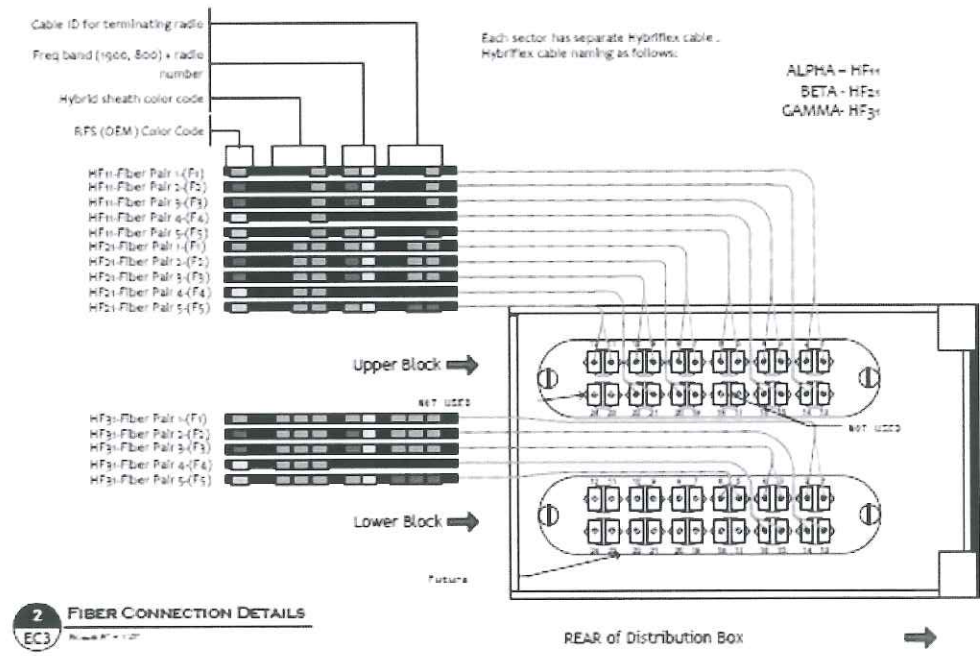 Cable ID for terminating radio
Freq band (1900, 800) + radio
number
Hybrid sheath color code
RFS (OEM) Color Code
Each sector has separate Hybriflex cable .
Hybriflex cable naming as follows:
ALPHA – HF11
BETA - HF21
GAMMA- HF31
HF11-Fiber Pair 1-(F1)
HF11-Fiber Pair 2-(F2)
HF11-Fiber Pair 3-(F3)
HF11-Fiber Pair 4-(F4)
HF11-Fiber Pair 5-(F5)
HF21-Fiber Pair 1-(F1)
HF21-Fiber Pair 2-(F2)
HF21-Fiber Pair 3-(F3)
HF21-Fiber Pair 4-(F4)
HF21-Fiber Pair 5-(F5)
Upper Block
NOT USED
NOT USED
HF31-Fiber Pair 1-(F1)
HF31-Fiber Pair 2-(F2)
HF31-Fiber Pair 3-(F3)
HF31-Fiber Pair 4-(F4)
HF31-Fiber Pair 5-(F5)
Lower Block
Future
2
EC3
FIBER CONNECTION DETAILS
REAR of Distribution Box